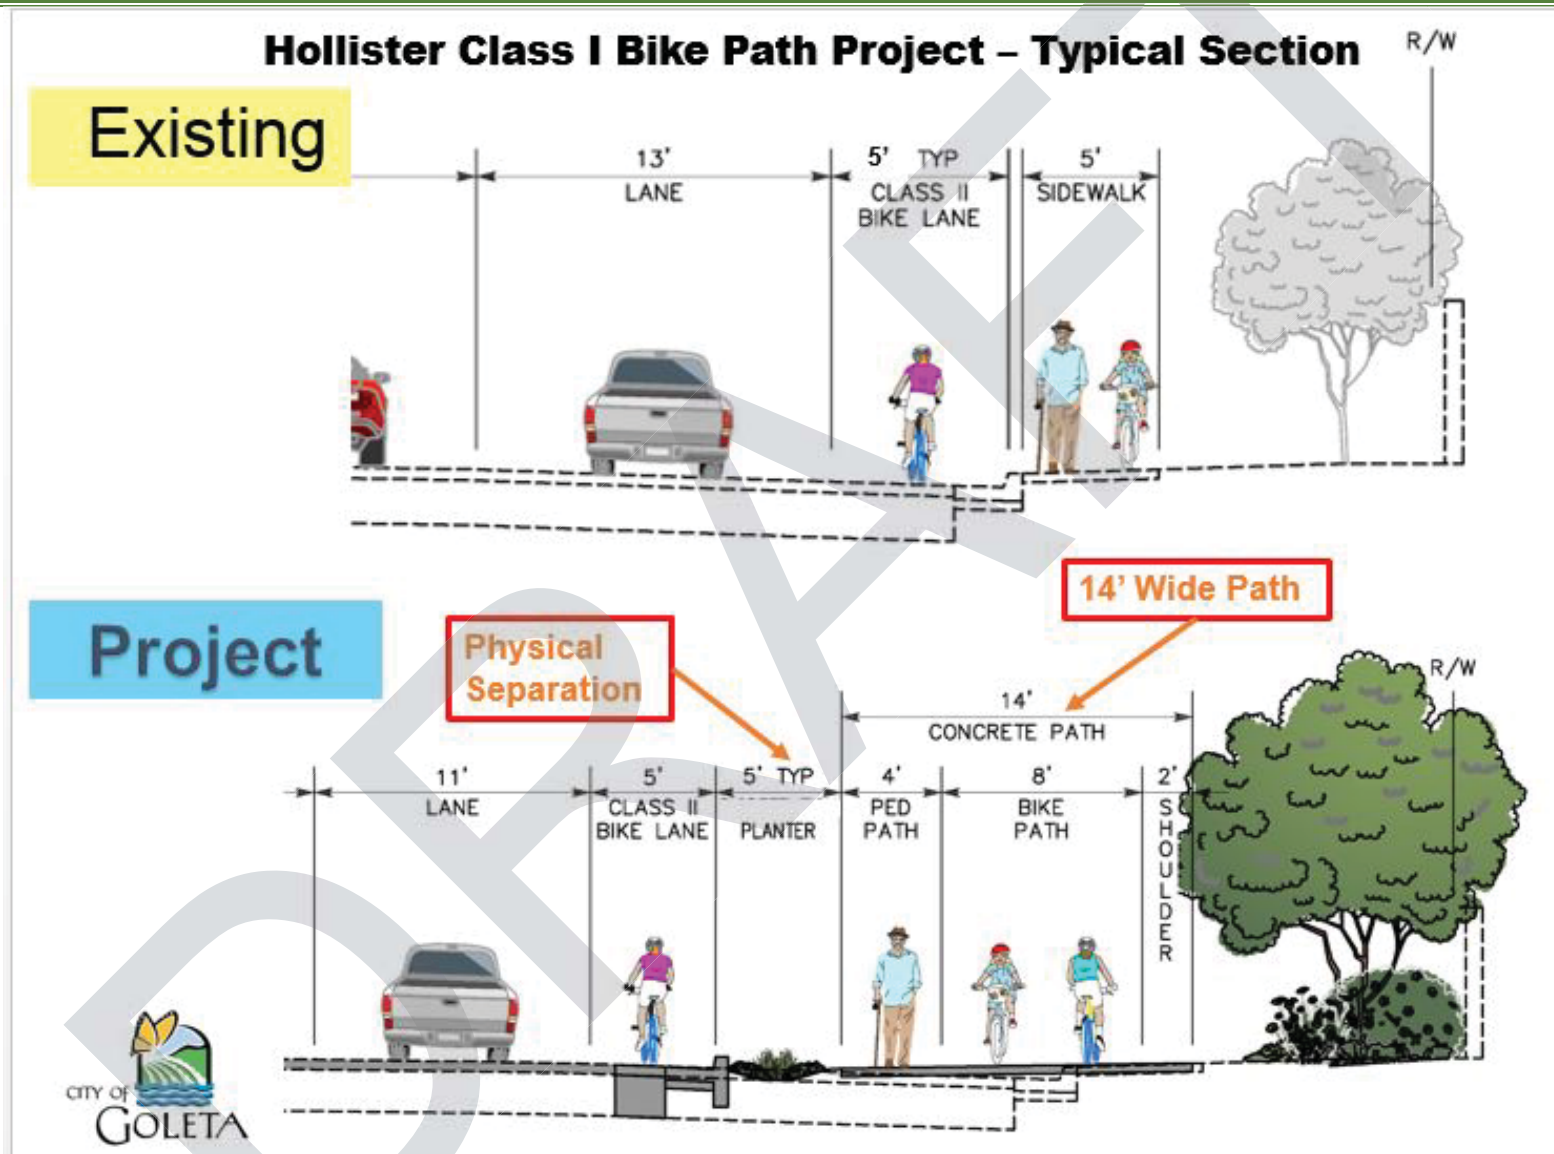 Hollister Class I Bike Path Project – Typical Section
R/W
Existing
13'
LANE
5' TYP
CLASS II
BIKE LANE
5'
SIDEWALK
14' Wide Path
Project
Physical
Separation
R/W
14'
CONCRETE PATH
11'
LANE
5'
CLASS II
BIKE LANE
5' TYP
PLANTER
4'
PED
PATH
8'
BIKE
PATH
2'
SHOULDER
CITY OF
GOLETA
DRAFT